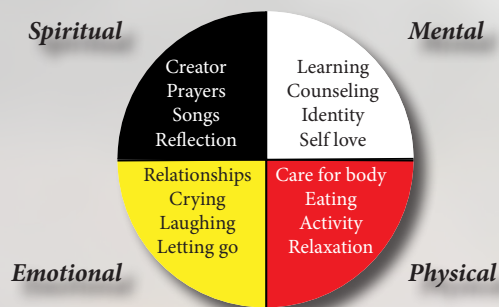 Spiritual
Mental
Creator
Prayers
Songs
Reflection
Learning
Counseling
Identity
Self love
Relationships
Crying
Laughing
Letting go
Care for body
Eating
Activity
Relaxation
Emotional
Physical